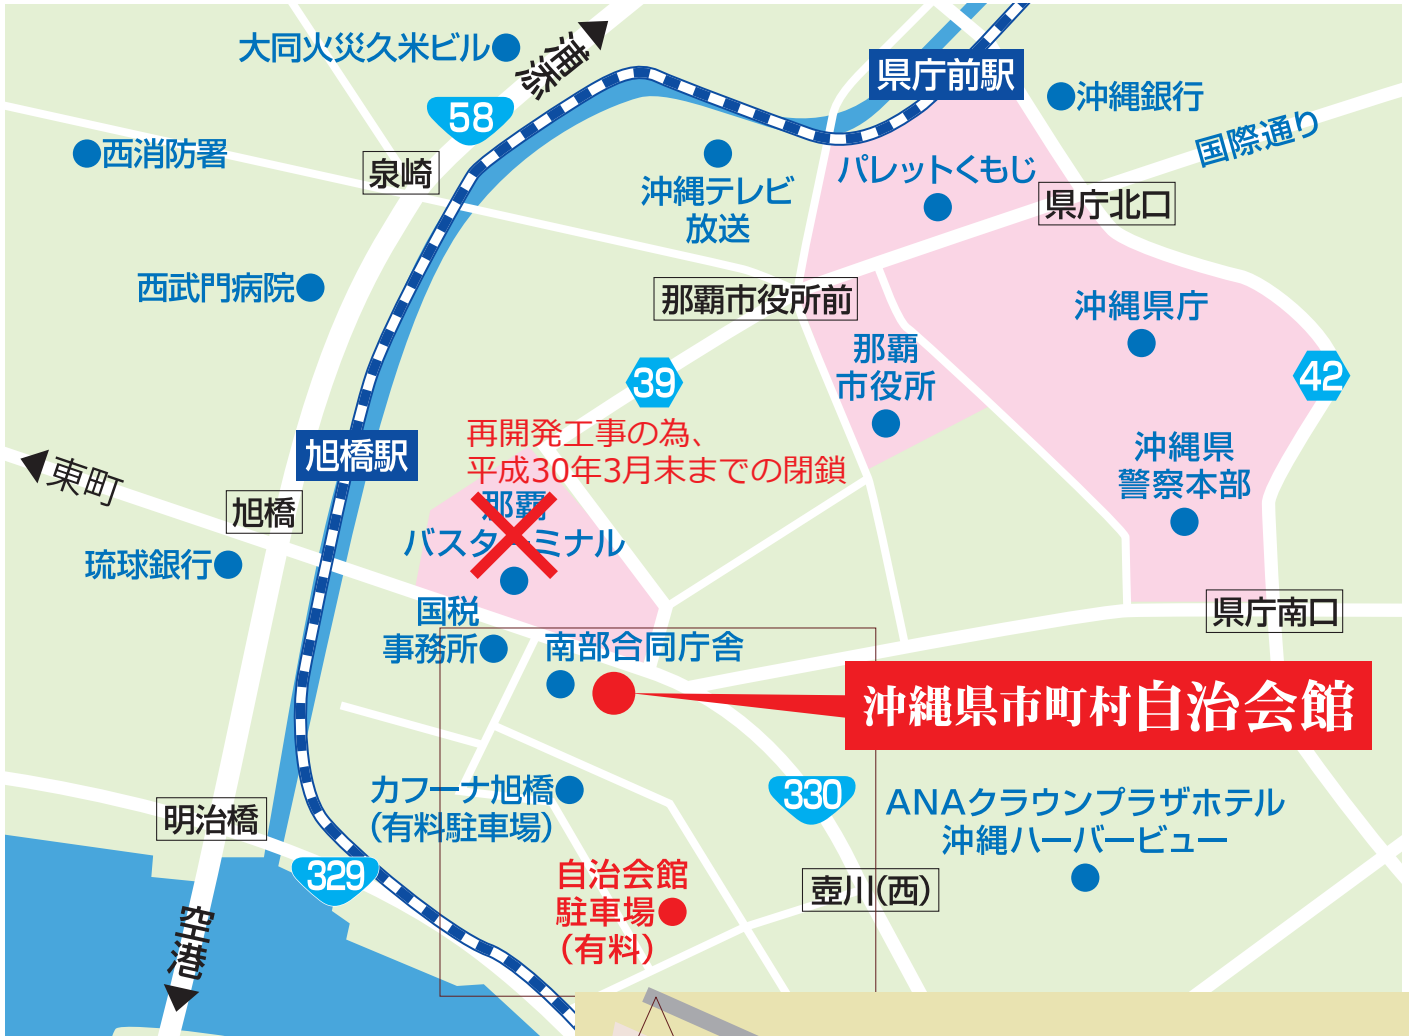 大同火災久米ビル
浦添
県庁前駅
58
沖縄銀行
国際通り
西消防署
泉崎
沖縄テレビ
放送
パレットくもじ
県庁北口
西武門病院
那覇市役所前
沖縄県庁
那覇
市役所
39
42
再開発工事の為、
平成30年3月末までの閉鎖
旭橋駅
東町
旭橋
那覇
バスターミナル
沖縄県
警察本部
琉球銀行
国税
事務所
南部合同庁舎
県庁南口
沖縄県市町村自治会館
カフーナ旭橋
(有料駐車場)
330
ANAクラウンプラザホテル
沖縄ハーバービュー
明治橋
329
自治会館
駐車場
(有料)
壺川(西)
空港